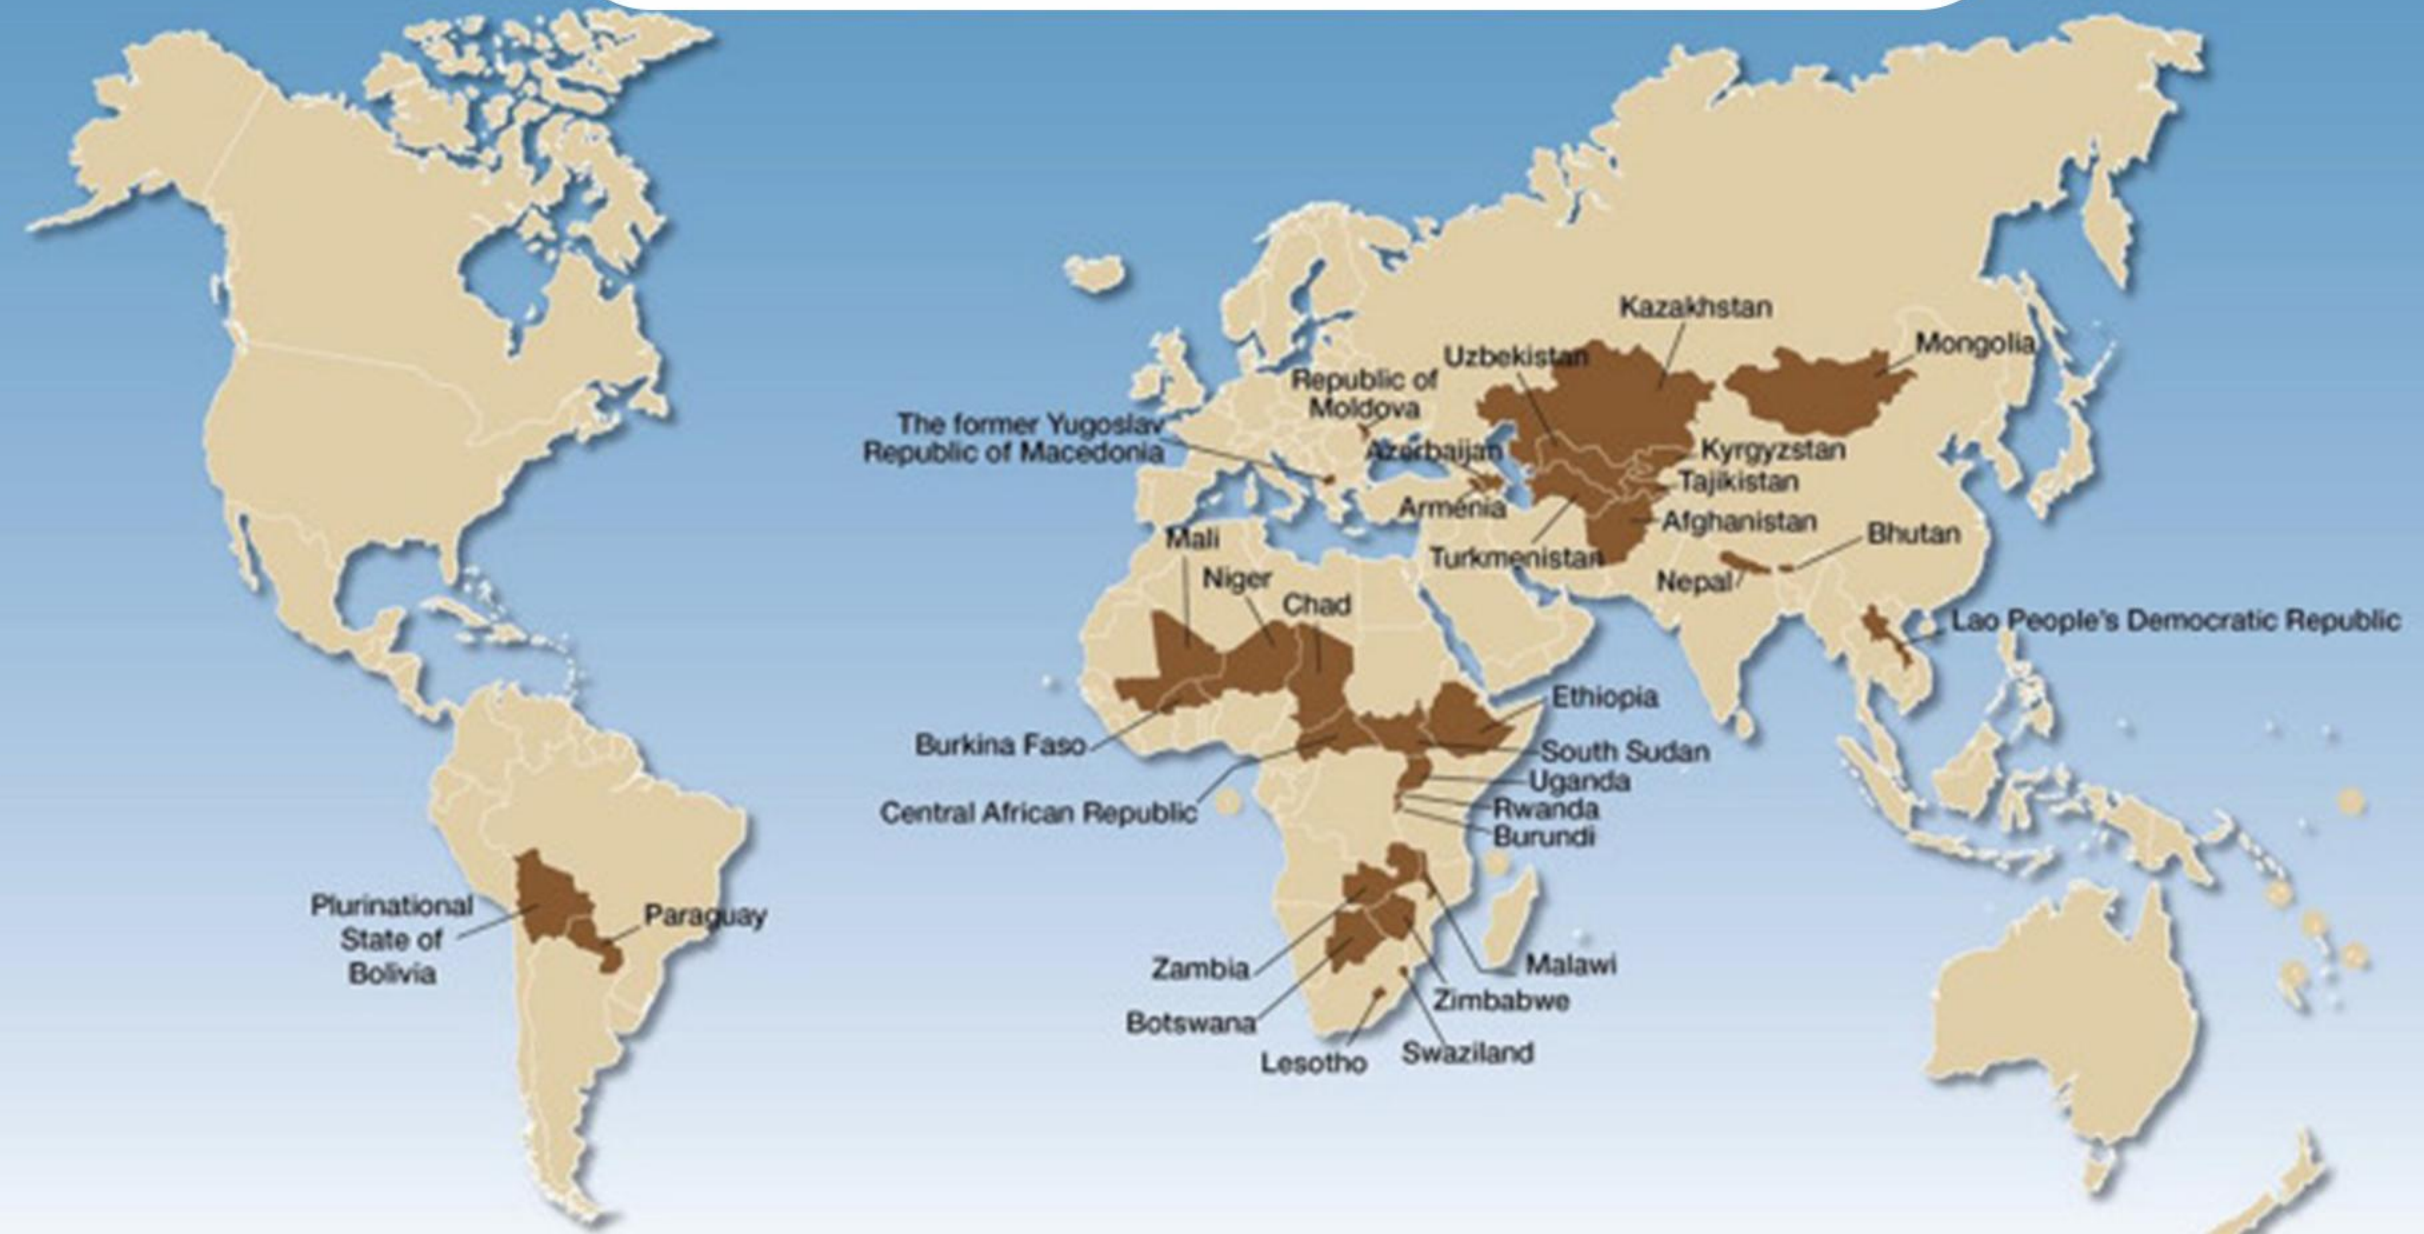 Kazakhstan
Mongolia
Uzbekistan
Republic of
Moldova
The former Yugoslav
Republic of Macedonia
Azerbaijan
Kyrgyzstan
Tajikistan
Armenia
Afghanistan
Bhutan
Mali
Turkmenistan
Niger
Nepal
Chad
Lao People's Democratic Republic
Ethiopia
Burkina Faso
South Sudan
Uganda
Central African Republic
Rwanda
Burundi
Plurinational
State of
Bolivia
Paraguay
Zambia
Malawi
Zimbabwe
Botswana
Lesotho
Swaziland